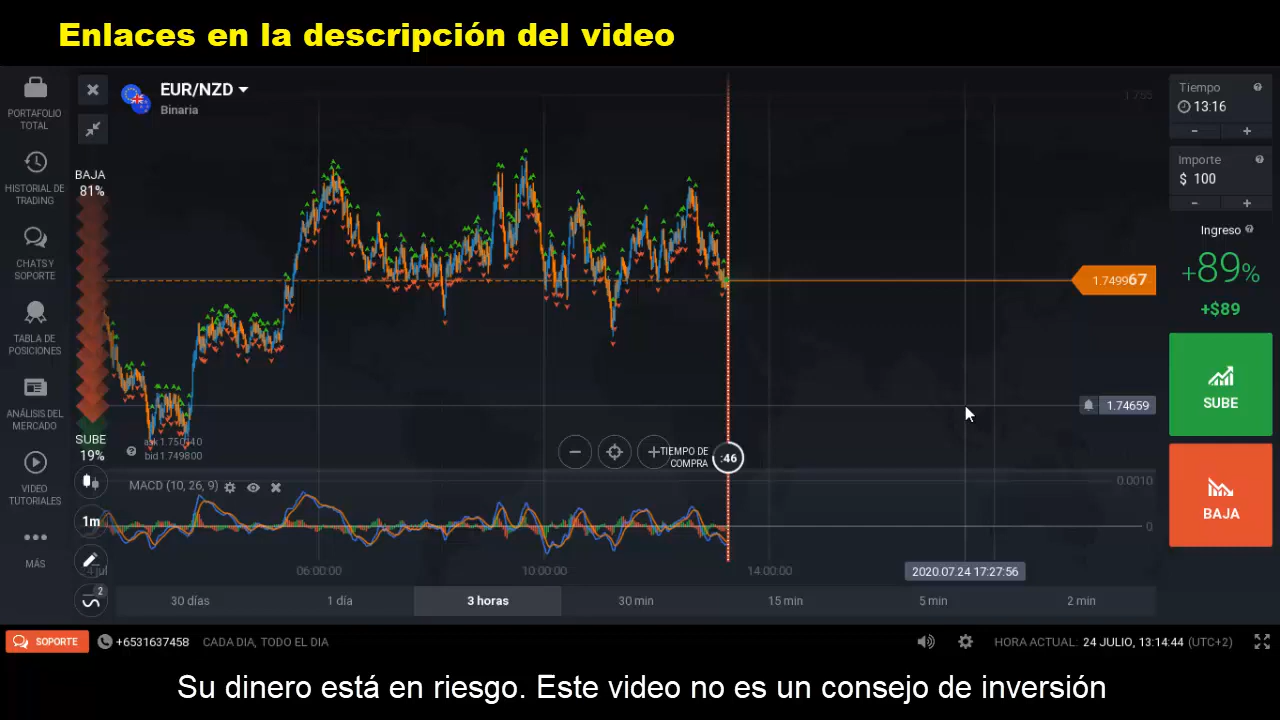 Enlaces en la descripción del video
PORTAFOLIO
TOTAL
HISTORIAL DE
TRADING
CHATS Y
SOPORTE
TABLA DE
POSICIONES
ANÁLISIS DEL
MERCADO
VIDEO
TUTORIALES
MÁS
EUR/NZD
Binaria
BAJA
81%
SUBE
19%
bid 1.749800
1m
2
MACD (10, 26, 9)
TIEMPO DE
COMPRA
:46
1.755
1.749967
1.74659
0.0010
0
06:00:00
10:00:00
14:00:00
2020.07.24 17:27:56
30 días
1 día
3 horas
30 min
15 min
5 min
2 min
Tiempo
13:16
- +
Importe
$ 100
- +
Ingreso
+89%
+$89
SUBE
BAJA
SOPORTE
+6531637458
CADA DIA, TODO EL DIA
HORA ACTUAL: 24 JULIO, 13:14:44 (UTC+2)
Su dinero está en riesgo. Este video no es un consejo de inversión